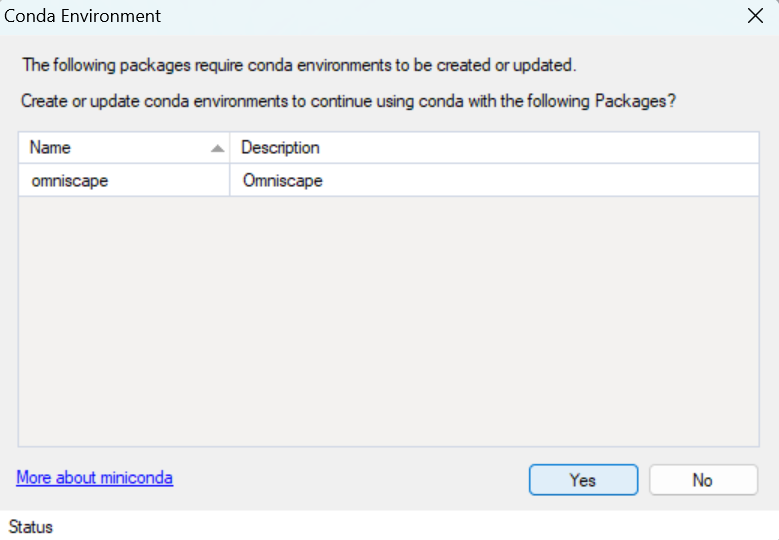 Conda Environment
The following packages require conda environments to be created or updated.
Create or update conda environments to continue using conda with the following Packages?
Name Description
omniscape Omniscape
More about miniconda Yes No
Status